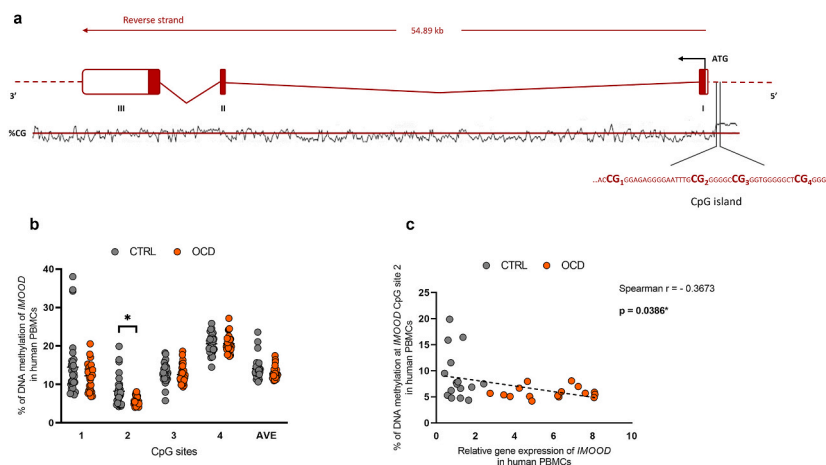 a
Reverse strand
54.89 kb
ATG
3'
5'
III
II
I
%CG
..ACCG1GGAGAGGGGAATTTGCG2GGGGCCG3GGTGGGGGCTCG4GGGG
CpG island
b
CTRL
OCD
% of DNA methylation of IMOOD
in human PBMCs
40
30
20
10
0
*
1
2
3
4
AVE
CpG sites
c
CTRL
OCD
Spearman r = - 0.3673
p = 0.0386*
% of DNA methylation at IMOOD CpG site 2
in human PBMCs
25
20
15
10
5
0
0
2
4
6
8
10
Relative gene expression of IMOOD
in human PBMCs